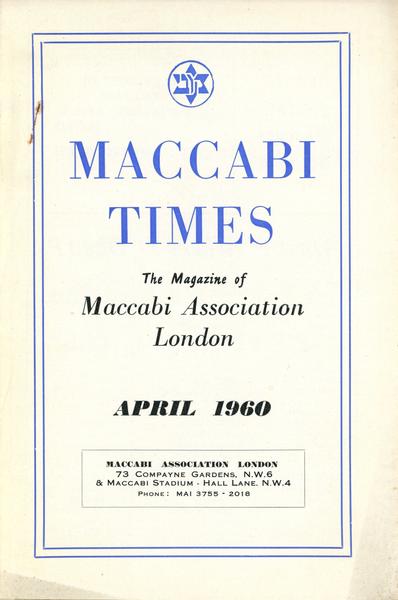 MACCABI
TIMES
The Magazine of
Maccabi Association
London
APRIL 1960
MACCABI ASSOCIATION LONDON
73 COMPAYNE GARDENS, N.W.6
& MACCABI STADIUM - HALL LANE. N.W.4
PHONE: MAI 3755 - 2018